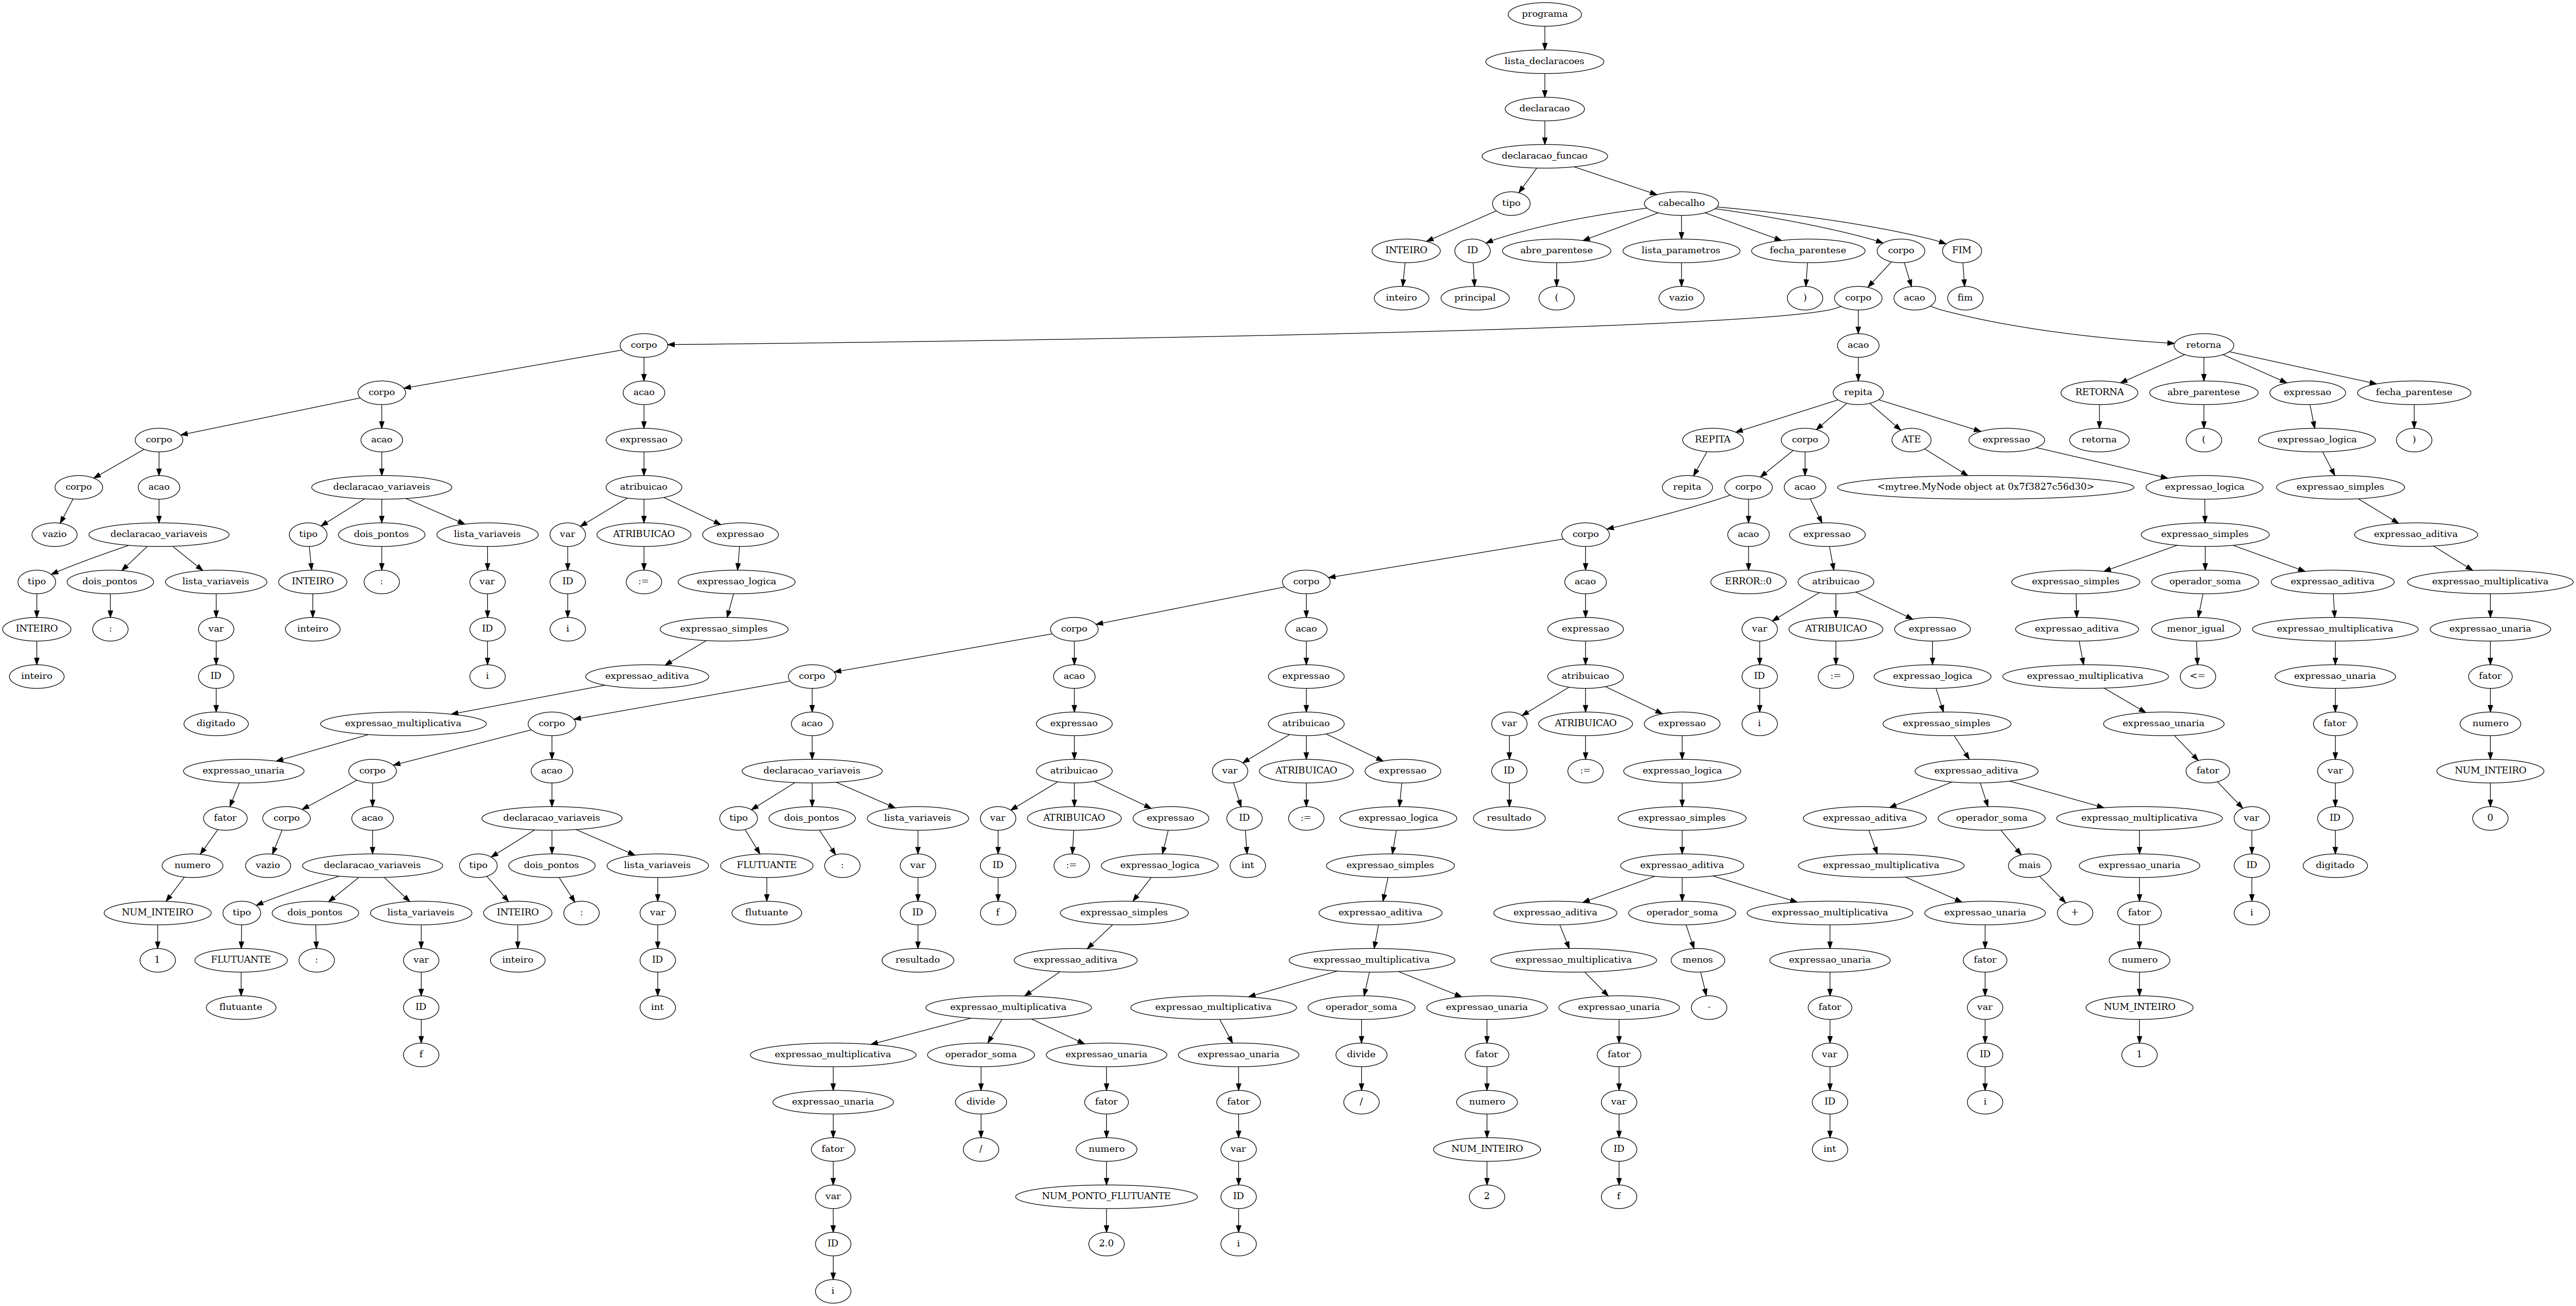 programa
lista_declaracoes
declaracao
declaracao_funcao
tipo cabecalho
INTEIRO ID abre_parentese lista_parametros fecha_parentese corpo FIM
inteiro principal ( vazio ) corpo acao fim
corpo acao retorna
corpo acao repita RETORNA abre_parentese expressao fecha_parentese
corpo acao expressao REPITA corpo ATE expressao retorna ( expressao_logica )
corpo acao declaracao_variaveis atribuicao repita corpo acao <mytree.MyNode object at 0x7f3827c56d30> expressao_logica expressao_simples
vazio declaracao_variaveis tipo dois_pontos lista_variaveis var ATRIBUICAO expressao corpo acao expressao expressao_simples expressao_aditiva
tipo dois_pontos lista_variaveis INTEIRO : var ID := expressao_logica corpo acao ERROR::0 atribuicao expressao_simples operador_soma expressao_aditiva expressao_multiplicativa
INTEIRO : var inteiro ID i expressao_simples corpo acao expressao var ATRIBUICAO expressao expressao_aditiva menor_igual expressao_multiplicativa expressao_unaria
inteiro ID i expressao_aditiva corpo acao expressao atribuicao ID := expressao_logica expressao_multiplicativa <= expressao_unaria fator
digitado expressao_multiplicativa corpo acao expressao atribuicao var ATRIBUICAO expressao i expressao_simples expressao_unaria fator numero
expressao_unaria corpo acao declaracao_variaveis atribuicao var ATRIBUICAO expressao ID := expressao_logica expressao_aditiva fator var NUM_INTEIRO
fator corpo acao declaracao_variaveis tipo dois_pontos lista_variaveis var ATRIBUICAO expressao ID := expressao_logica resultado expressao_simples expressao_aditiva operador_soma expressao_multiplicativa var ID 0
numero vazio declaracao_variaveis tipo dois_pontos lista_variaveis FLUTUANTE : var ID := expressao_logica int expressao_simples expressao_aditiva expressao_multiplicativa mais expressao_unaria ID digitado
NUM_INTEIRO tipo dois_pontos lista_variaveis INTEIRO : var flutuante ID f expressao_simples expressao_aditiva expressao_aditiva operador_soma expressao_multiplicativa expressao_unaria + fator i
1 FLUTUANTE : var inteiro ID resultado expressao_aditiva expressao_multiplicativa expressao_multiplicativa menos expressao_unaria fator numero
flutuante ID int expressao_multiplicativa expressao_multiplicativa operador_soma expressao_unaria expressao_unaria - fator var NUM_INTEIRO
f expressao_multiplicativa operador_soma expressao_unaria expressao_unaria divide fator fator var ID 1
expressao_unaria divide fator fator / numero var ID i
fator / numero var NUM_INTEIRO ID int
var NUM_PONTO_FLUTUANTE ID 2 f
ID 2.0 i
i